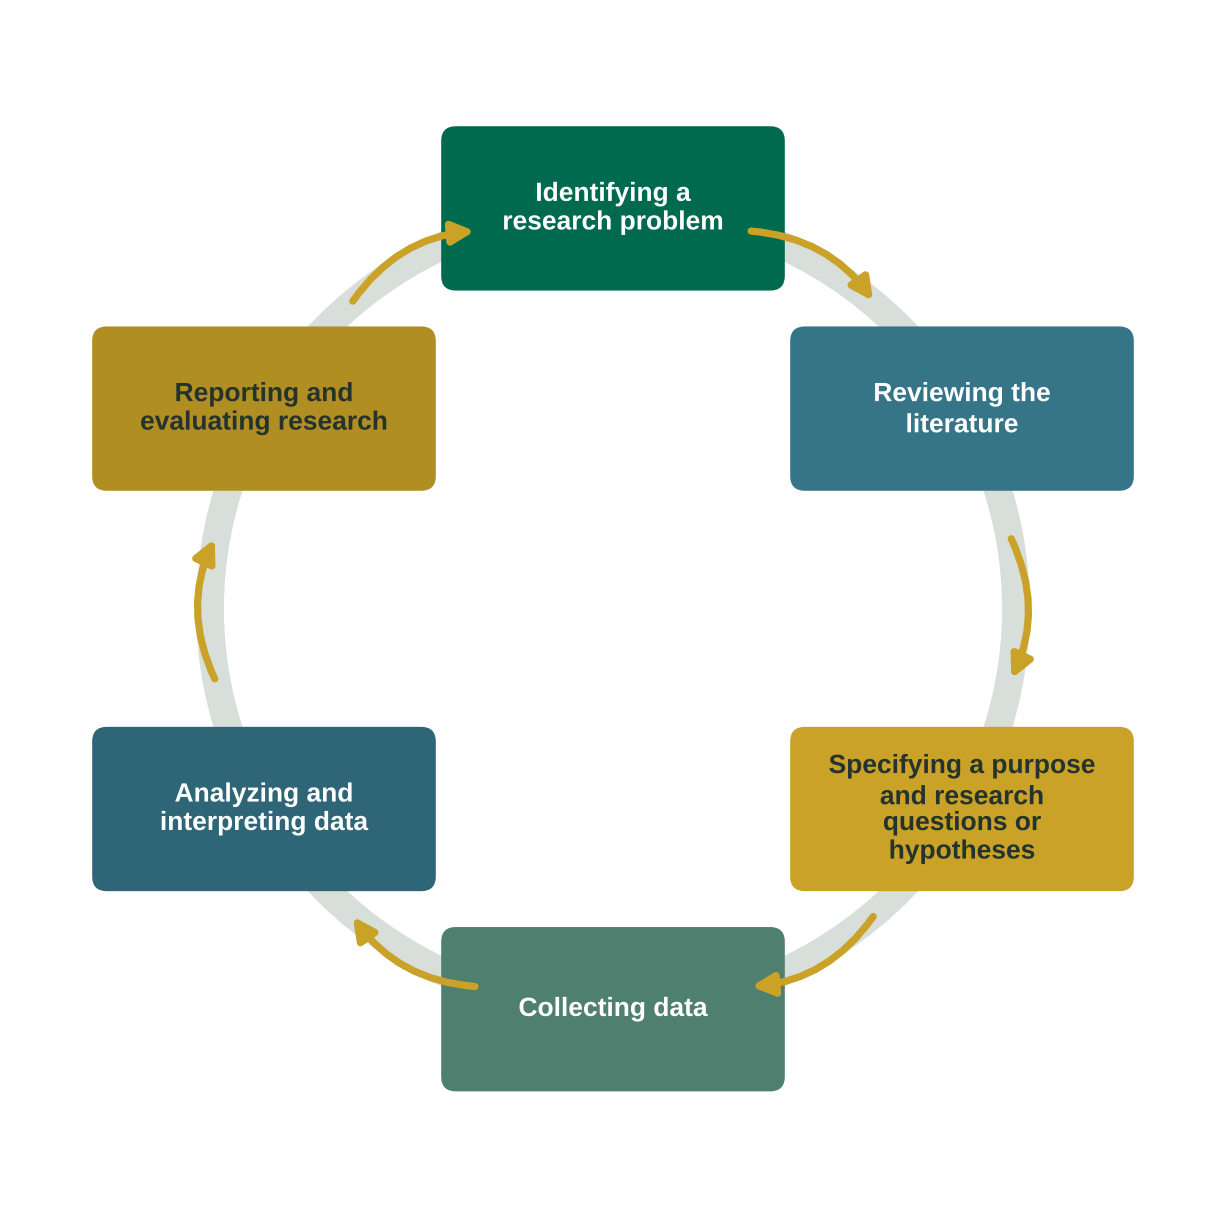 Identifying a
research problem
Reviewing the
literature
Specifying a purpose
and research
questions or
hypotheses
Collecting data
Analyzing and
interpreting data
Reporting and
evaluating research